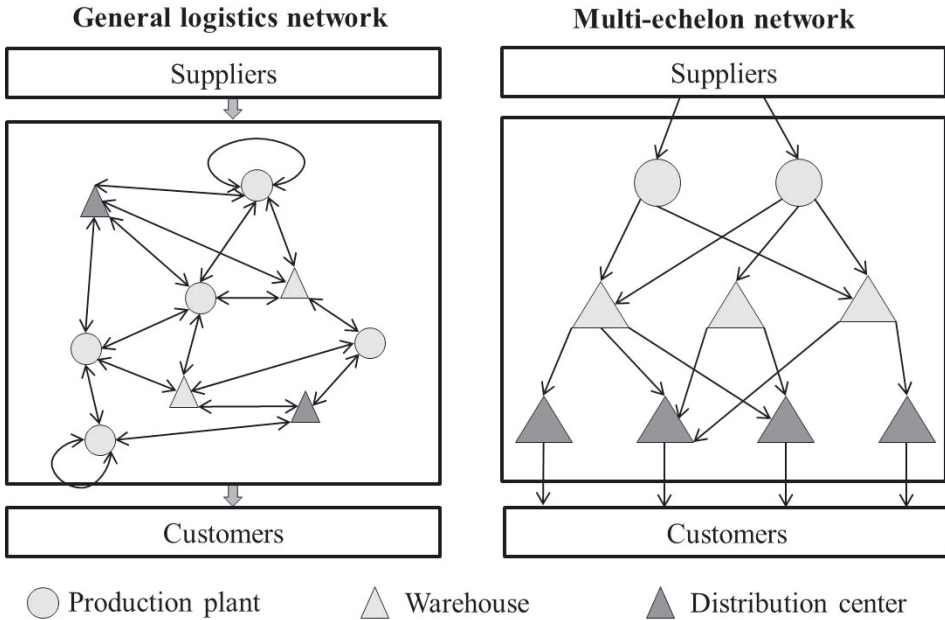 General logistics network
Multi-echelon network
Suppliers
Suppliers
Customers
Customers
Production plant
Warehouse
Distribution center